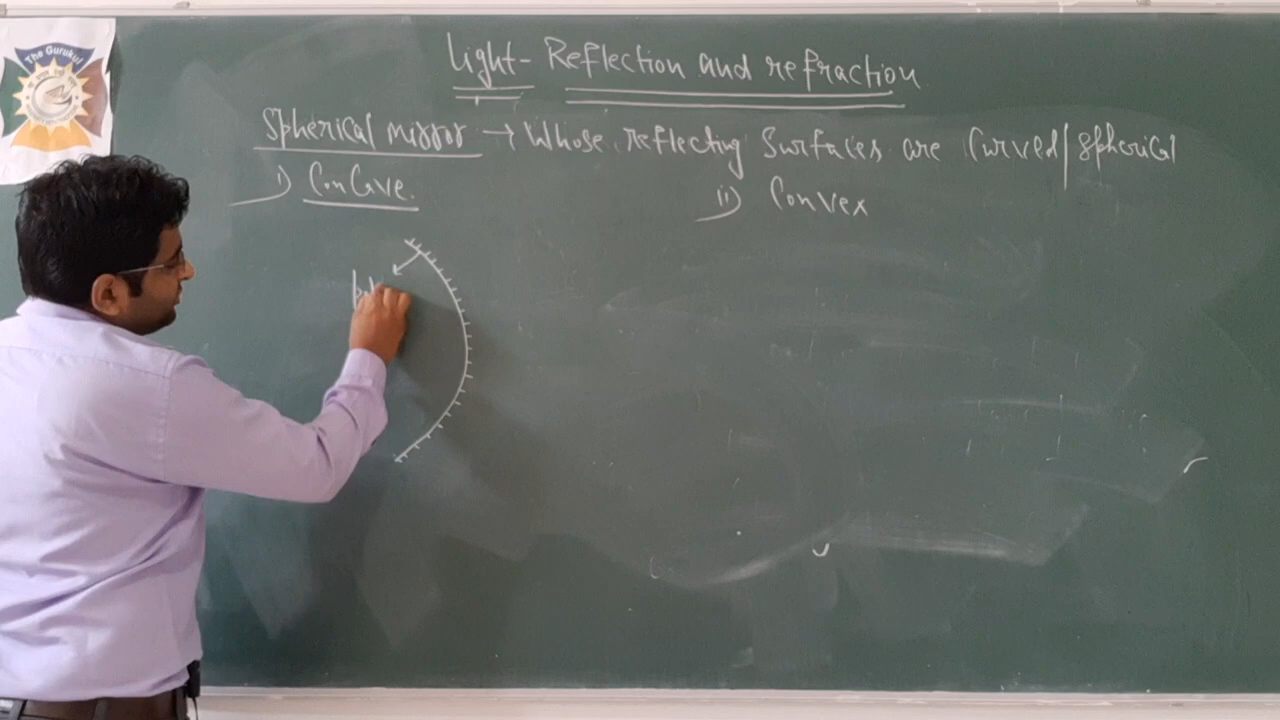 The Gurukul
Light - Reflection and refraction
Spherical mirror → Whose reflecting Surfaces are Curved/Spherical
i) Concave.
ii) Convex